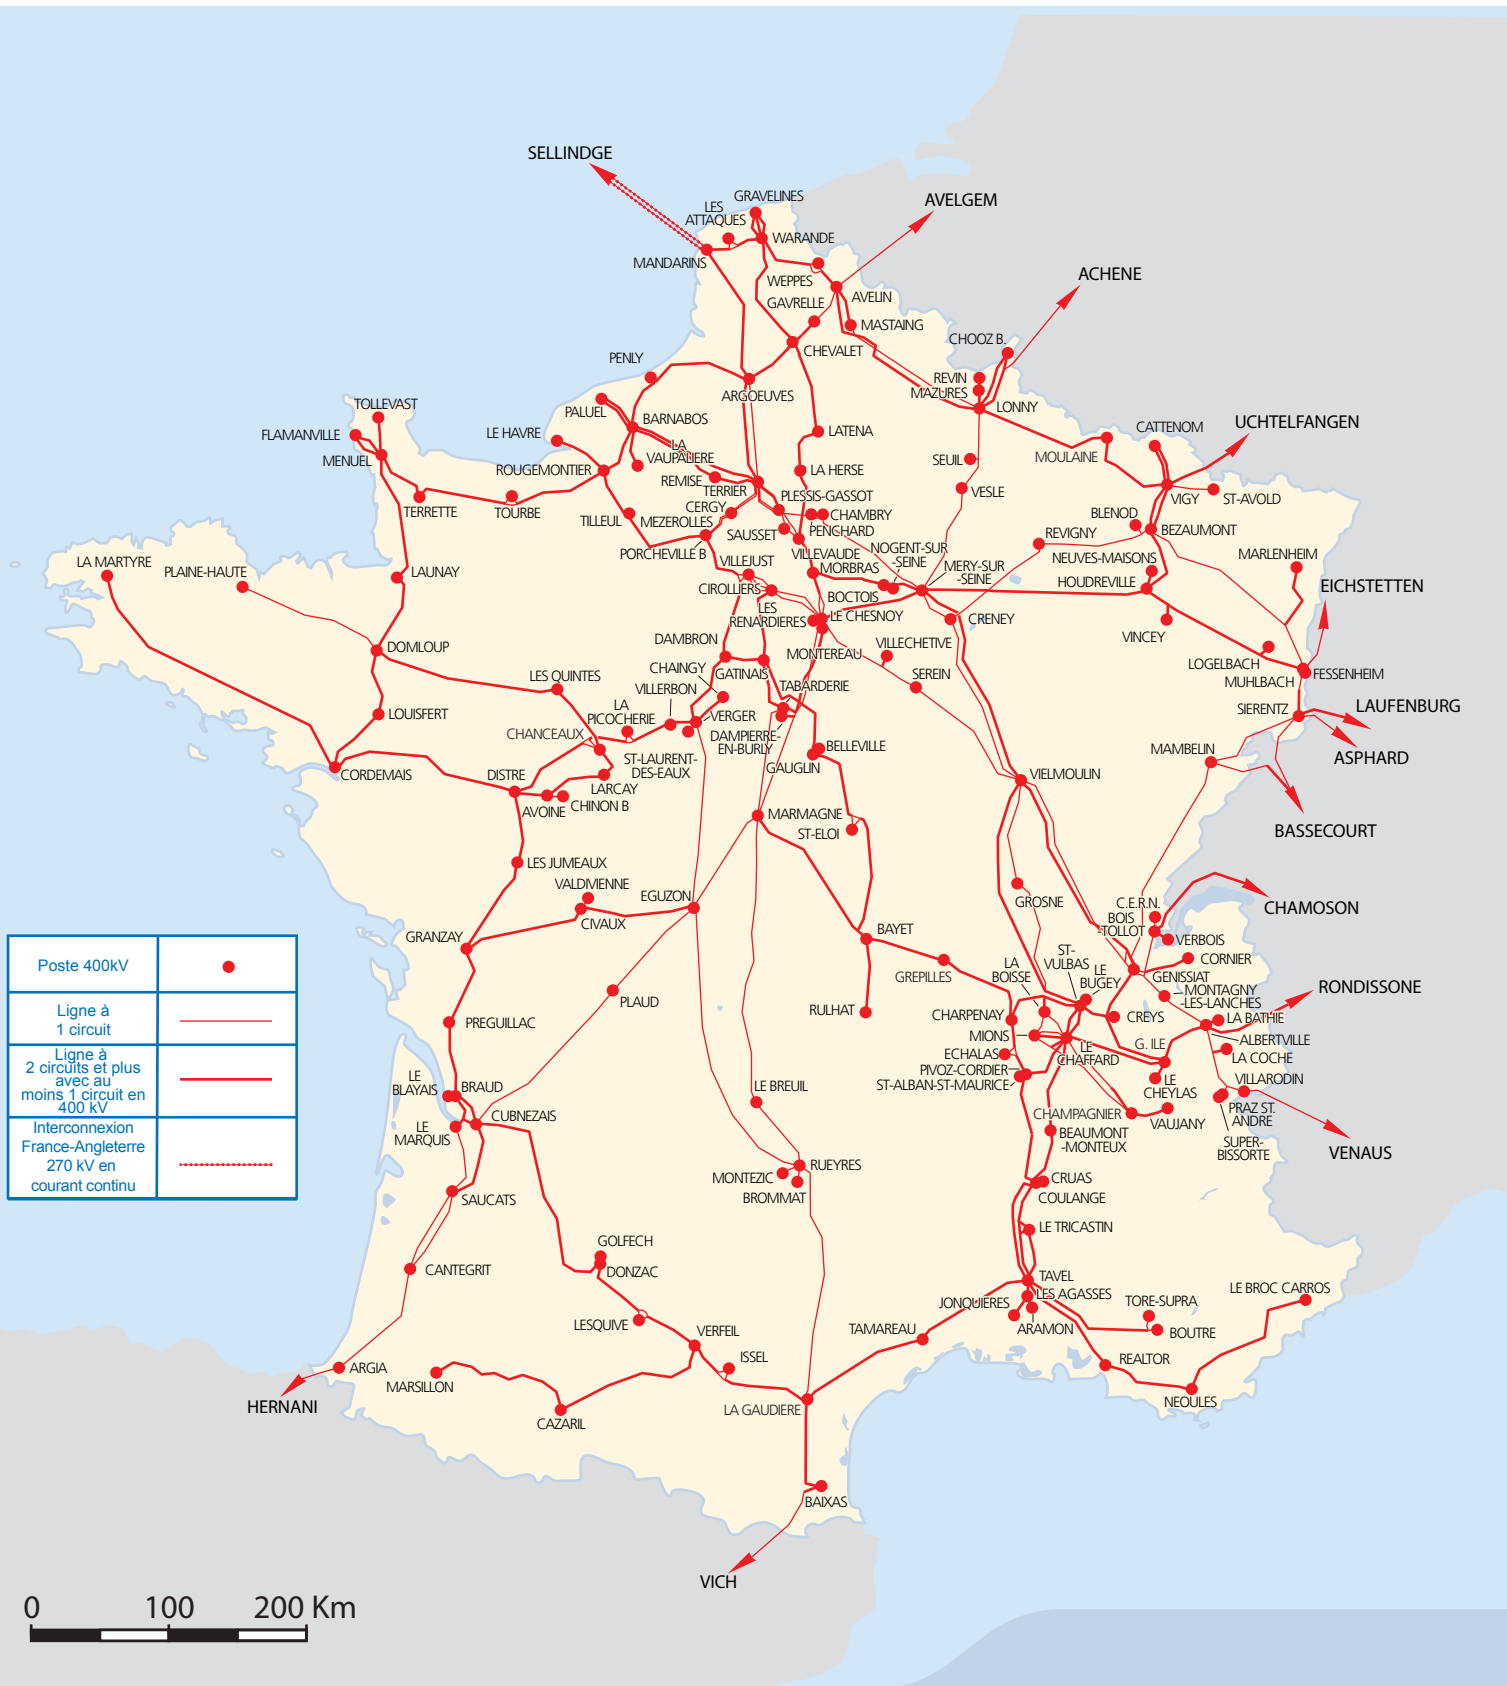 SELLINDGE
GRAVELINES
LES
ATTAQUES
AVELGEM
WARANDE
MANDARINS
WEPPES
ACHENE
AVELIN
GAVRELLE
MASTAING
CHOOZ B.
CHEVALET
PENLY
REVIN
MAZURES
ARGOEUVES
TOLLEVAST
PALUEL
LONNY
BARNABOS
UCHTELFANGEN
FLAMANVILLE
LE HAVRE
LATENA
CATTENOM
LA
VAUPALIERE
MENUEL
MOULAINE
SEUIL
ROUGEMONTIER
LA HERSE
REMISE
TERRIER
VESLE
VIGY
ST-AVOLD
PLESSIS-GASSOT
TERRETTE
TOURBE
CERGY
CHAMBRY
BLENOD
TILLEUL
MEZEROLLES
SAUSSET
PENCHARD
REVIGNY
BEZAUMONT
PORCHEVILLE B
VILLEVAUDE
NOGENT-SUR
-SEINE
LA MARTYRE
PLAINE-HAUTE
VILLEJUST
MORBRAS
MERY-SUR
-SEINE
NEUVES-MAISONS
MARLENHEIM
LAUNAY
HOUDREVILLE
EICHSTETTEN
CIROLLIERS
BOCTOIS
LES
RENARDIERES
LE CHESNOY
CRENEY
VINCEY
DAMBRON
VILLECHETIVE
DOMLOUP
MONTEREAU
LOGELBACH
CHAINGY
GATINAIS
SEREIN
MUHLBACH
FESSENHEIM
LES QUINTES
VILLERBON
TABARDERIE
LAUFENBURG
LA
PICOCHERIE
SIERENTZ
LOUISFERT
VERGER
CHANCEAUX
DAMPIERRE-
EN-BURLY
BELLEVILLE
MAMBELIN
ASPHARD
ST-LAURENT-
DES-EAUX
GAUGLIN
CORDEMAIS
DISTRE
LARCAY
VIELMOULIN
AVOINE
CHINON B
MARMAGNE
BASSECOURT
ST-ELOI
LES JUMEAUX
VALDIVIENNE
EGUZON
GROSNE
C.E.R.N.
CHAMOSON
CIVAUX
BOIS
-TOLLOT
GRANZAY
BAYET
VERBOIS
ST-
VULBAS
CORNIER
Poste 400kV
GREPILLES
LA
BOISSE
LE
BUGEY
GENISSIAT
MONTAGNY
-LES-LANCHES
RONDISSONE
PLAUD
RULHAT
CHARPENAY
CREYS
LA BATHIE
Ligne à
1 circuit
PREGUILLAC
MIONS
G. ILE
ALBERTVILLE
ECHALAS
LE
CHAFFARD
LA COCHE
Ligne à
2 circuits et plus
avec au
moins 1 circuit en
400 kV
PIVOZ-CORDIER
ST-ALBAN-ST-MAURICE
LE
CHEYLAS
VILLARODIN
LE
BLAYAIS
BRAUD
LE BREUIL
CUBNEZAIS
CHAMPAGNIER
VAUJANY
PRAZ ST.
ANDRE
Interconnexion
France-Angleterre
270 kV en
courant continu
LE
MARQUIS
BEAUMONT
-MONTEUX
SUPER-
BISSORTE
VENAUS
RUEYRES
MONTEZIC
BROMMAT
CRUAS
COULANGE
SAUCATS
LE TRICASTIN
GOLFECH
DONZAC
CANTEGRIT
TAVEL
LES AGASSES
LE BROC CARROS
JONQUIERES
TORE-SUPRA
ARAMON
LESQUIVE
TAMAREAU
BOUTRE
VERFEIL
ISSEL
REALTOR
ARGIA
MARSILLON
HERNANI
LA GAUDIERE
NEOULES
CAZARIL
BAIXAS
VICH
0 100 200 Km